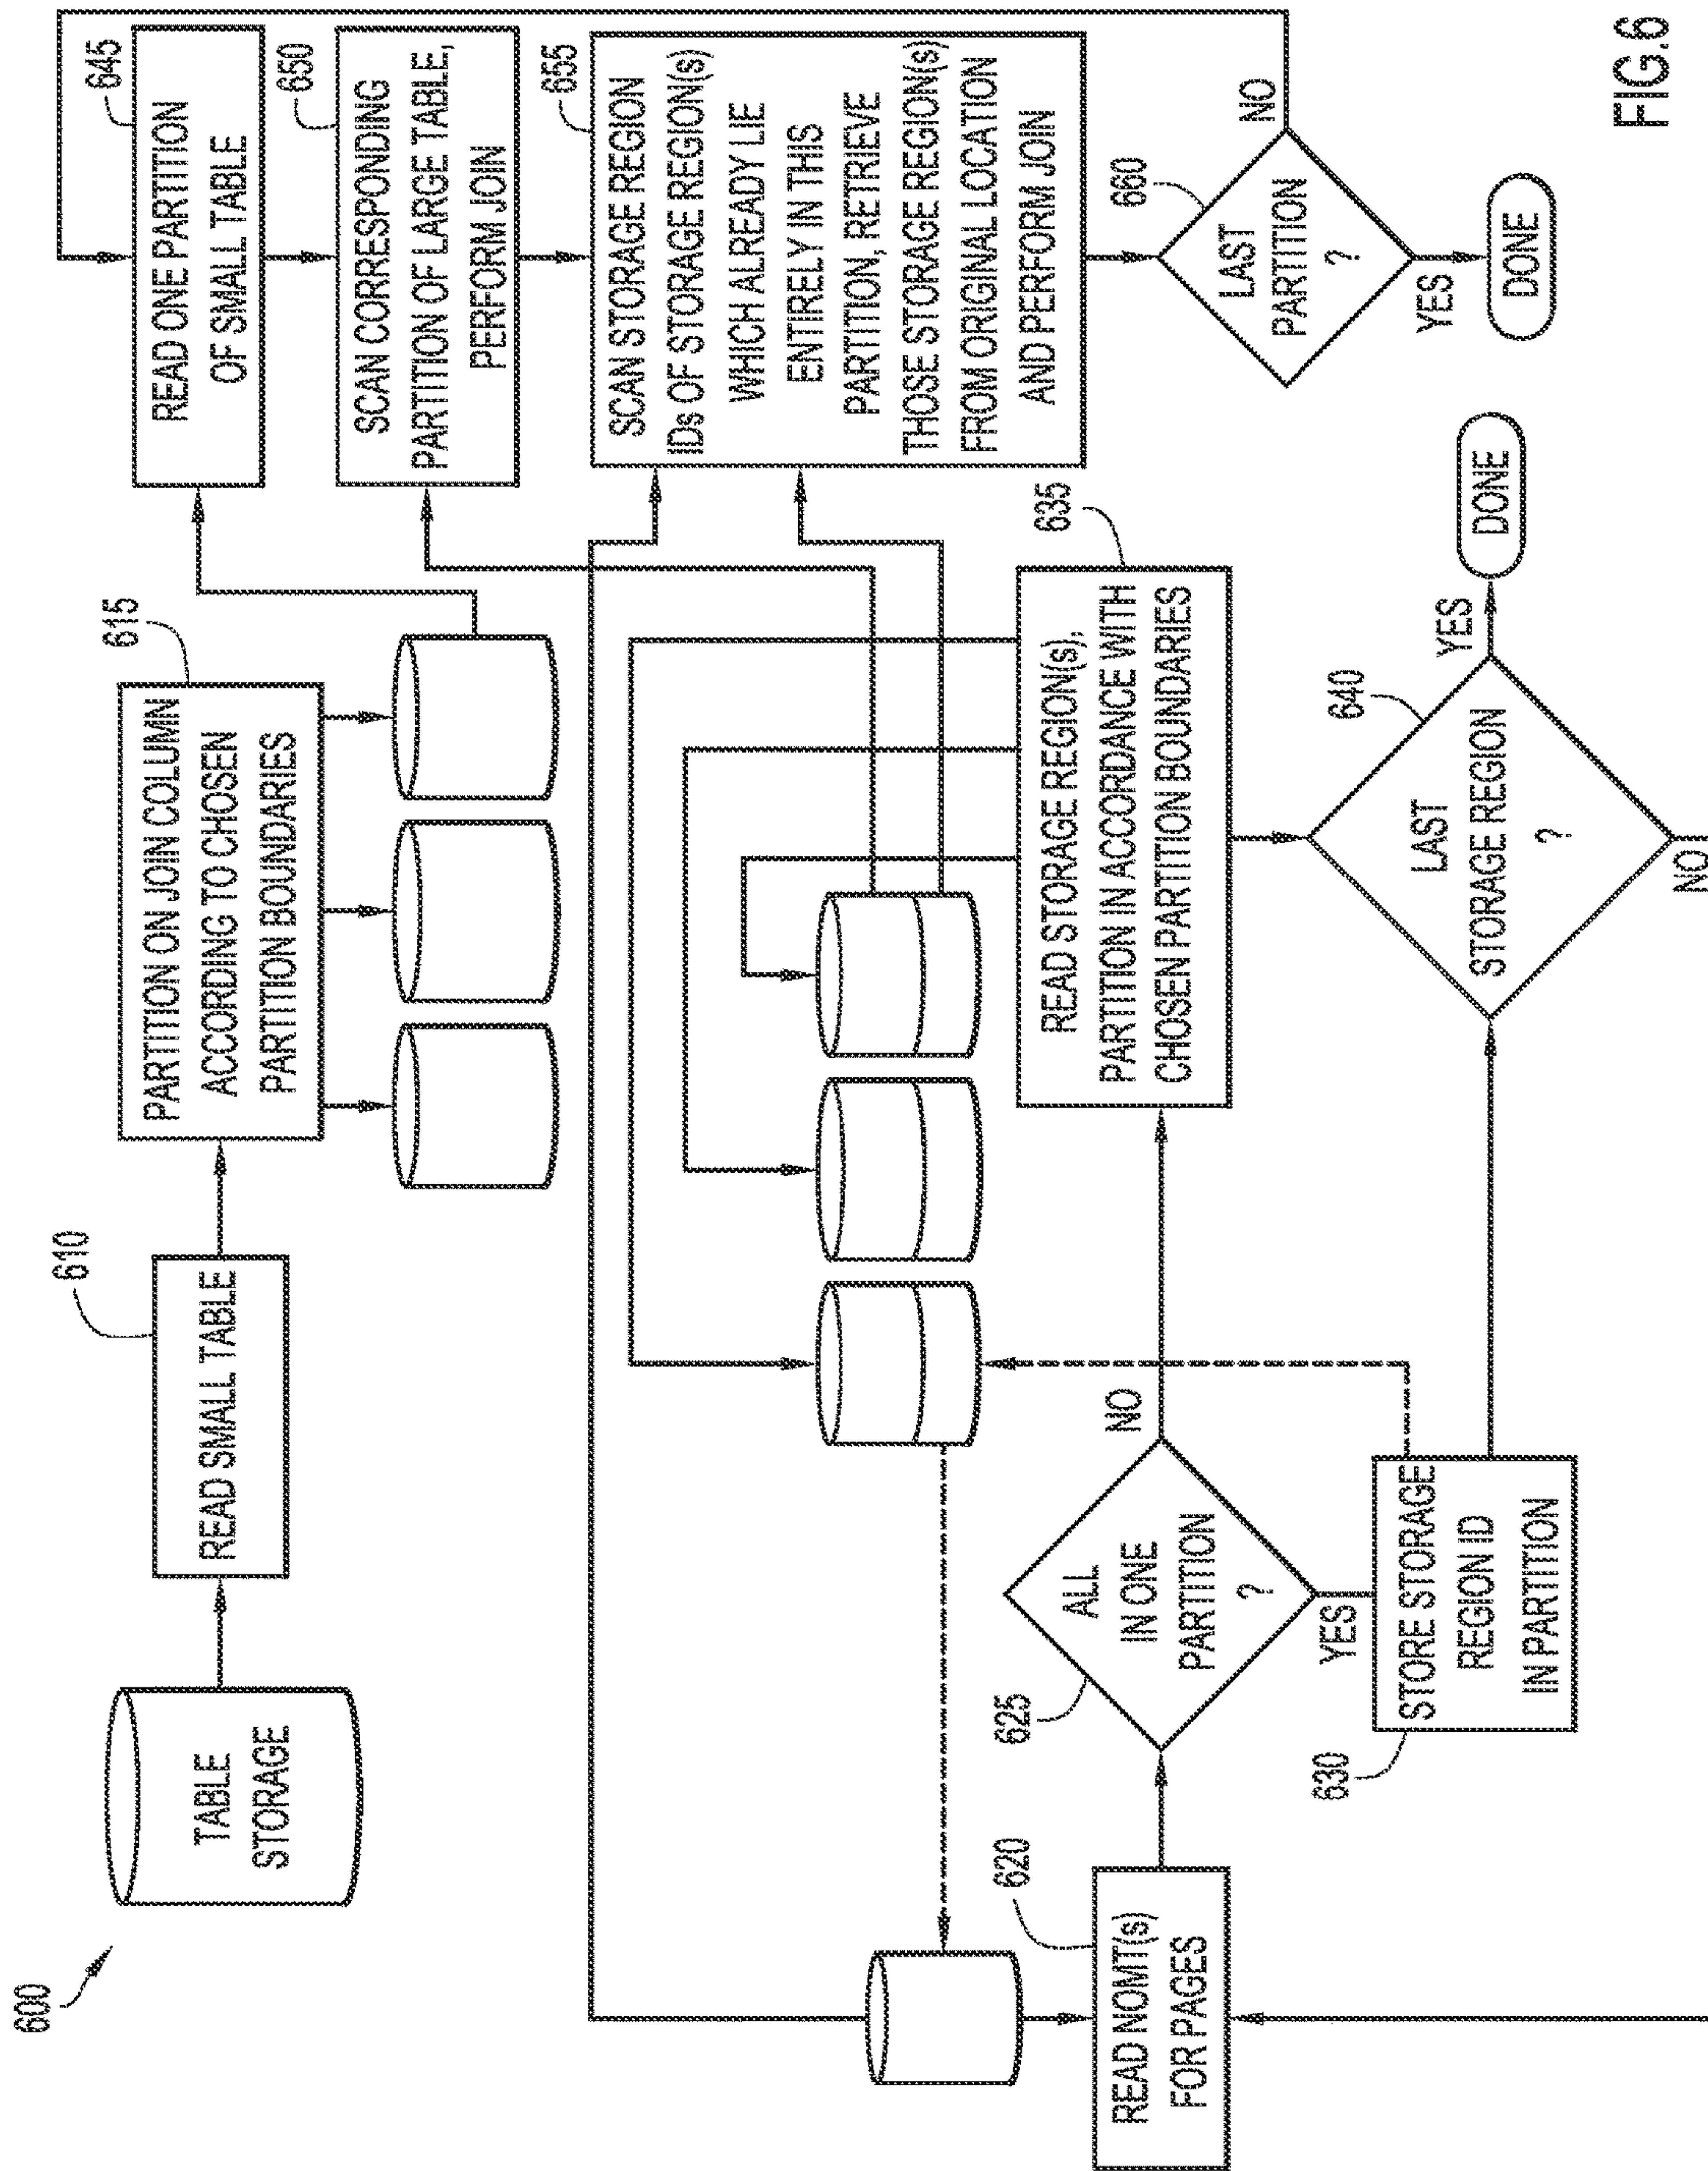 600
TABLE
STORAGE
610
READ SMALL TABLE
615
PARTITION ON JOIN COLUMN
ACCORDING TO CHOSEN
PARTITION BOUNDARIES
620
READ NOMT(s)
FOR PAGES
625
ALL
IN ONE
PARTITION
?
NO
YES
630
STORE STORAGE
REGION ID
IN PARTITION
635
READ STORAGE REGION(s),
PARTITION IN ACCORDANCE WITH
CHOSEN PARTITION BOUNDARIES
640
LAST
STORAGE REGION
?
YES
NO
DONE
645
READ ONE PARTITION
OF SMALL TABLE
650
SCAN CORRESPONDING
PARTITION OF LARGE TABLE,
PERFORM JOIN
655
SCAN STORAGE REGION
IDs OF STORAGE REGION(s)
WHICH ALREADY LIE
ENTIRELY IN THIS
PARTITION, RETRIEVE
THOSE STORAGE REGION(s)
FROM ORIGINAL LOCATION
AND PERFORM JOIN
660
LAST
PARTITION
?
NO
YES
DONE
FIG.6